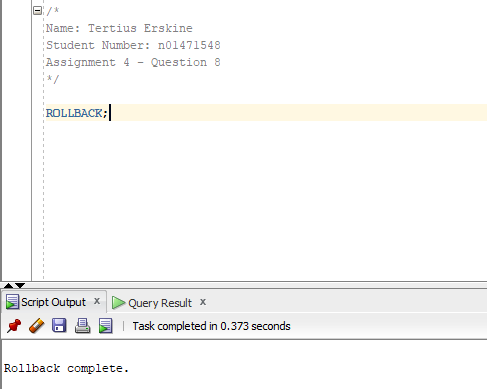 /*
Name: Tertius Erskine
Student Number: n01471548
Assignment 4 - Question 8
*/
ROLLBACK;
Script Output x Query Result x
Task completed in 0.373 seconds
Rollback complete.